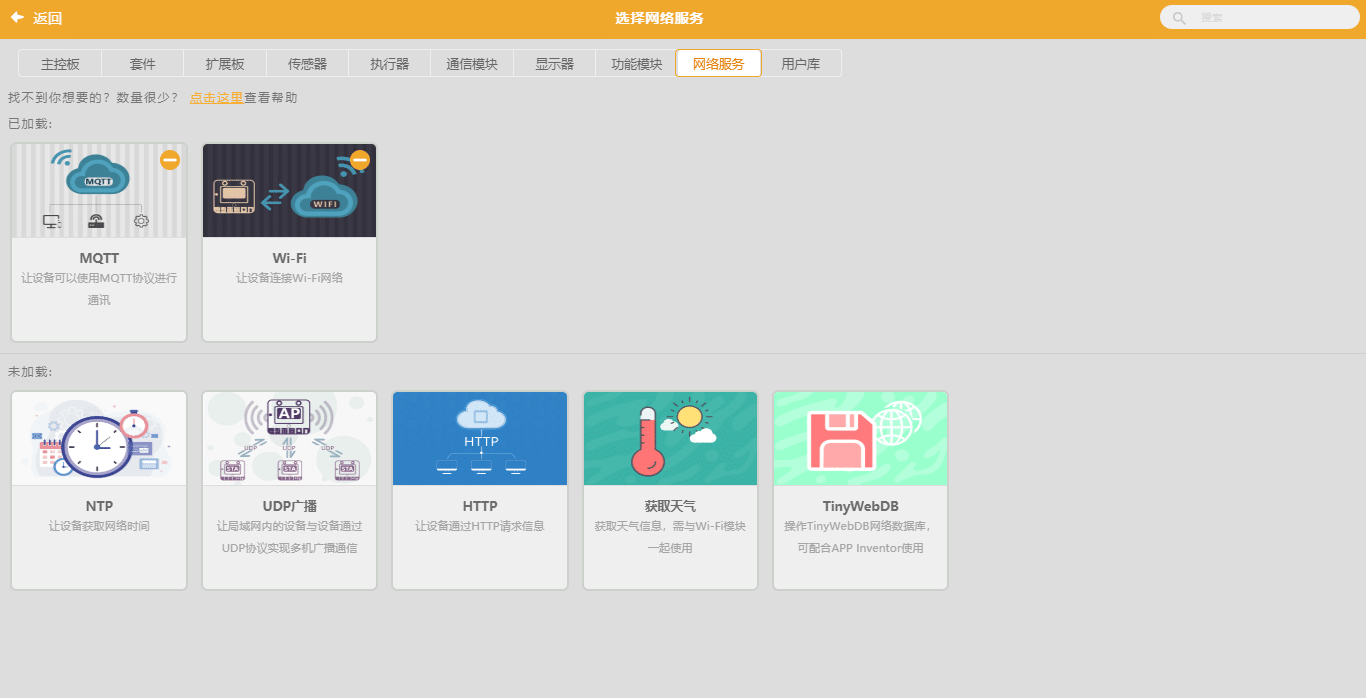 返回
选择网络服务
搜索
主控板 套件 扩展板 传感器 执行器 通信模块 显示器 功能模块 网络服务 用户库
找不到你想要的？数量很少？ 点击这里查看帮助
已加载:
MQTT
WIFI
MQTT
让设备可以使用MQTT协议进行
通讯
Wi-Fi
让设备连接Wi-Fi网络
未加载:
AP
UDP UDP UDP
STA STA STA
HTTP
NTP
让设备获取网络时间
UDP广播
让局域网内的设备与设备通过
UDP协议实现多机广播通信
HTTP
让设备通过HTTP请求信息
获取天气
获取天气信息，需与Wi-Fi模块
一起使用
TinyWebDB
操作TinyWebDB网络数据库，
可配合APP Inventor使用